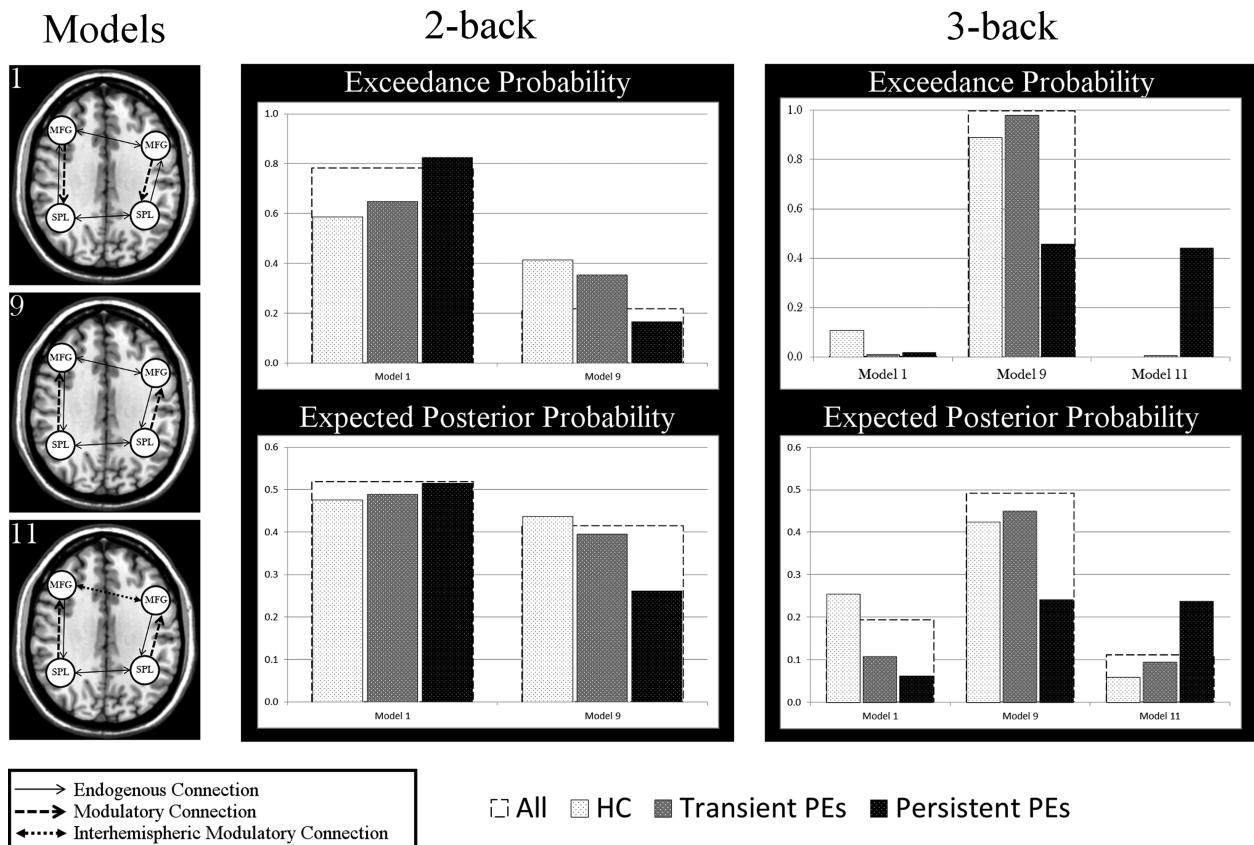 Models
2-back
3-back
1
MFG
MFG
SPL
SPL
9
MFG
MFG
SPL
SPL
11
MFG
MFG
SPL
SPL
Exceedance Probability
1.0
0.8
0.6
0.4
0.2
0.0
Model 1
Model 9
Expected Posterior Probability
0.6
0.5
0.4
0.3
0.2
0.1
0.0
Model 1
Model 9
Exceedance Probability
1.0
0.8
0.6
0.4
0.2
0.0
Model 1
Model 9
Model 11
Expected Posterior Probability
0.6
0.5
0.4
0.3
0.2
0.1
0.0
Model 1
Model 9
Model 11
Endogenous Connection
Modulatory Connection
Interhemispheric Modulatory Connection
All HC Transient PEs Persistent PEs